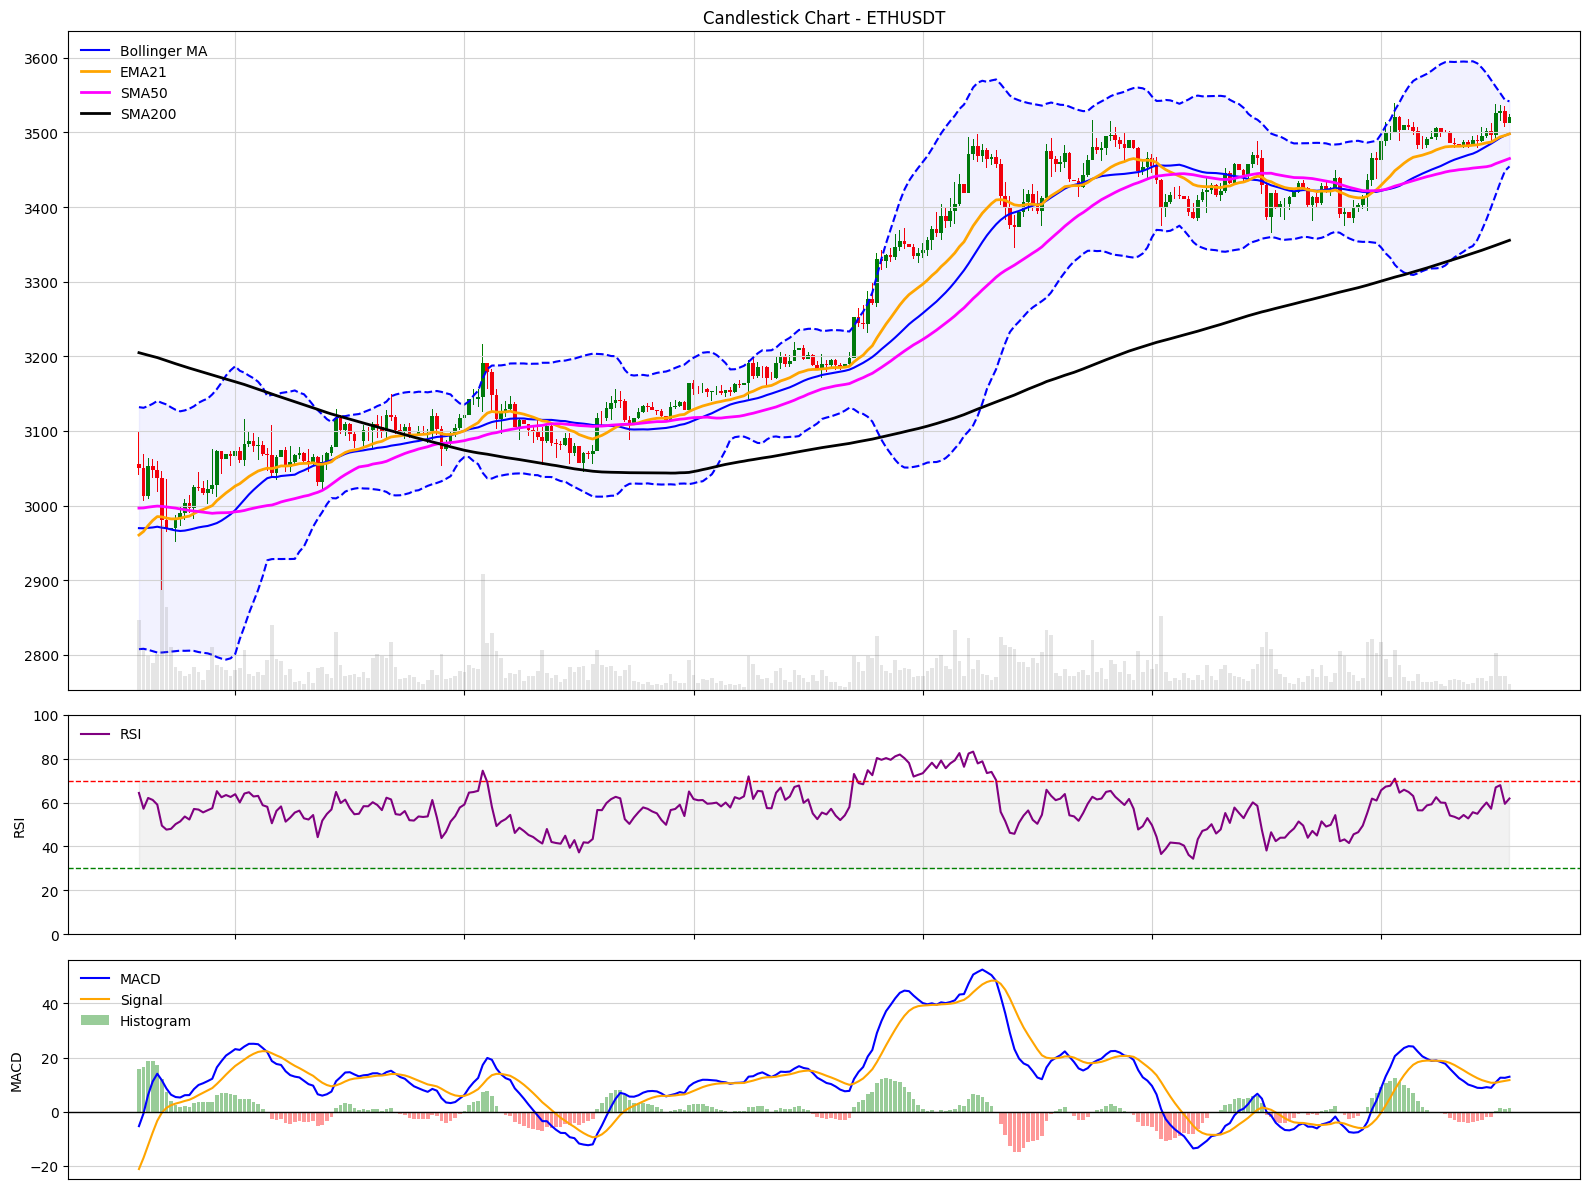 Candlestick Chart - ETHUSDT
Bollinger MA
EMA21
SMA50
SMA200
3600
3500
3400
3300
3200
3100
3000
2900
2800
RSI
100
80
60
40
20
0
RSI
MACD
Signal
Histogram
40
20
0
−20
MACD